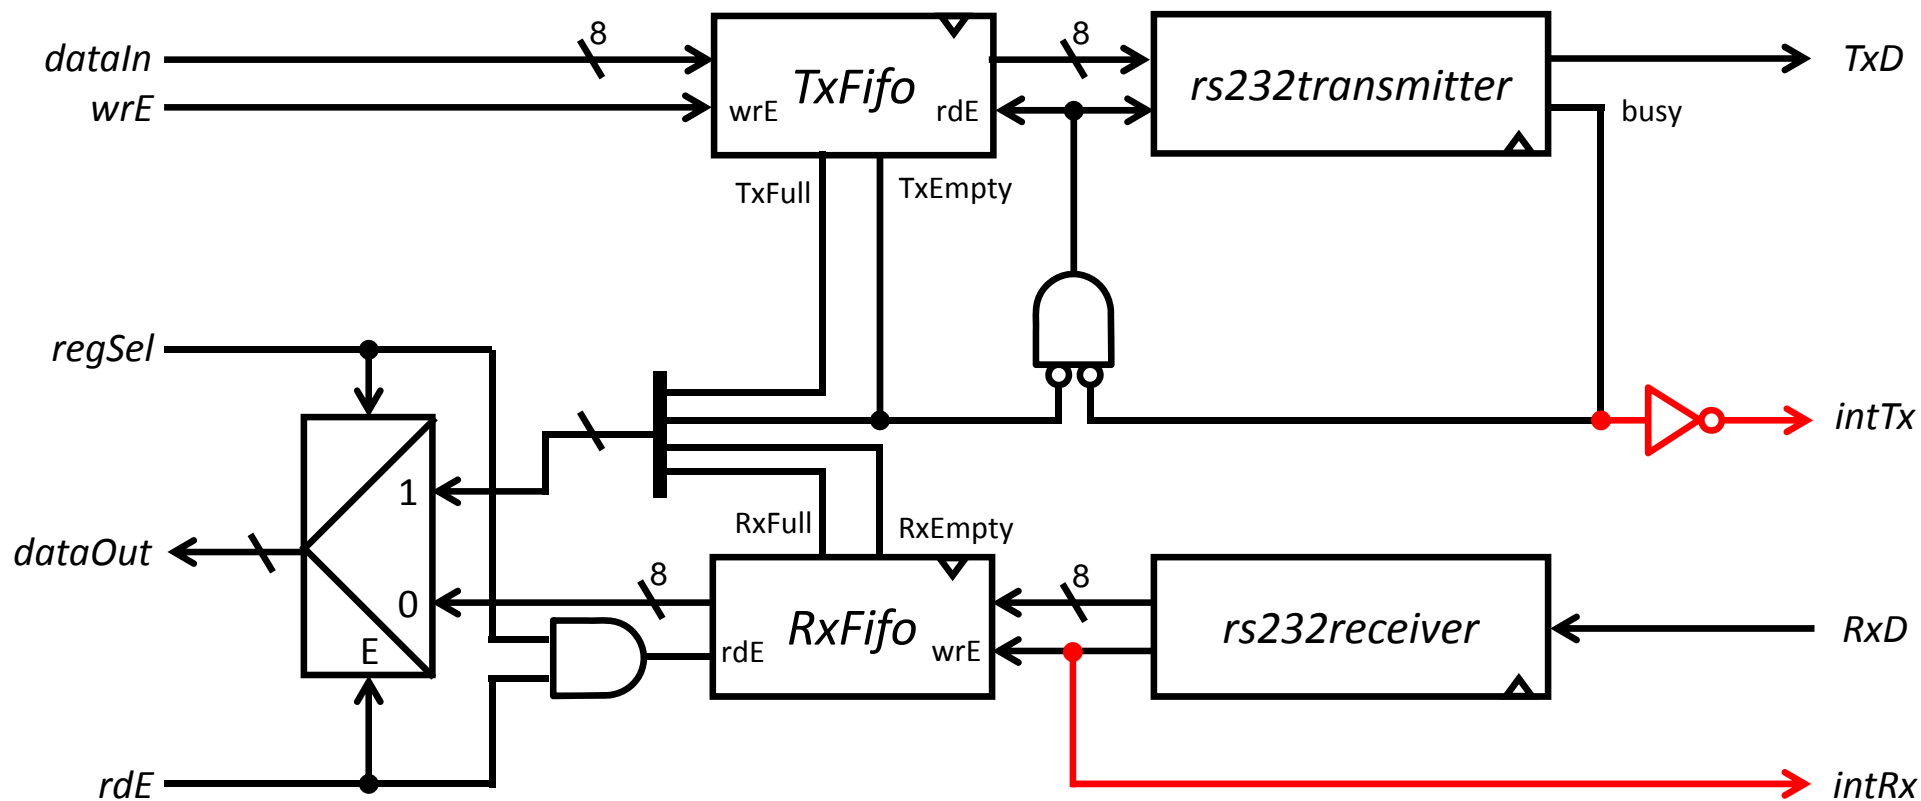 dataIn
8
TxFifo
8
rs232transmitter
TxD
wrE
wrE
rdE
busy
TxFull
TxEmpty
regSel
intTx
1
dataOut
RxFull
RxEmpty
0
8
RxFifo
8
rs232receiver
RxD
E
rdE
wrE
rdE
intRx